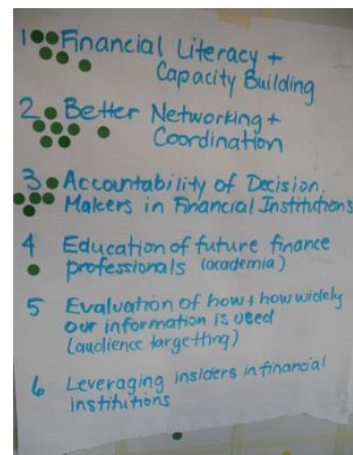 1 Financial Literacy +
Capacity Building
2 Better Networking +
Coordination
3 Accountability of Decision
Makers in Financial Institutions
4 Education of future finance
professionals (academia)
5 Evaluation of how + how widely
our information is used
(audience targetting)
6 Leveraging insiders in financial
institutions